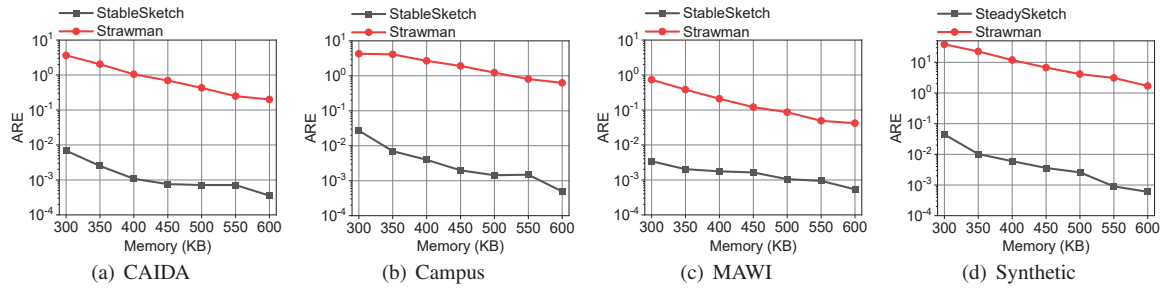 StableSketch
Strawman
10^1
10^0
10^-1
10^-2
10^-3
10^-4
ARE
300 350 400 450 500 550 600
Memory (KB)
(a) CAIDA
StableSketch
Strawman
10^1
10^0
10^-1
10^-2
10^-3
10^-4
ARE
300 350 400 450 500 550 600
Memory (KB)
(b) Campus
StableSketch
Strawman
10^1
10^0
10^-1
10^-2
10^-3
10^-4
ARE
300 350 400 450 500 550 600
Memory (KB)
(c) MAWI
SteadySketch
Strawman
10^1
10^0
10^-1
10^-2
10^-3
10^-4
ARE
300 350 400 450 500 550 600
Memory (KB)
(d) Synthetic